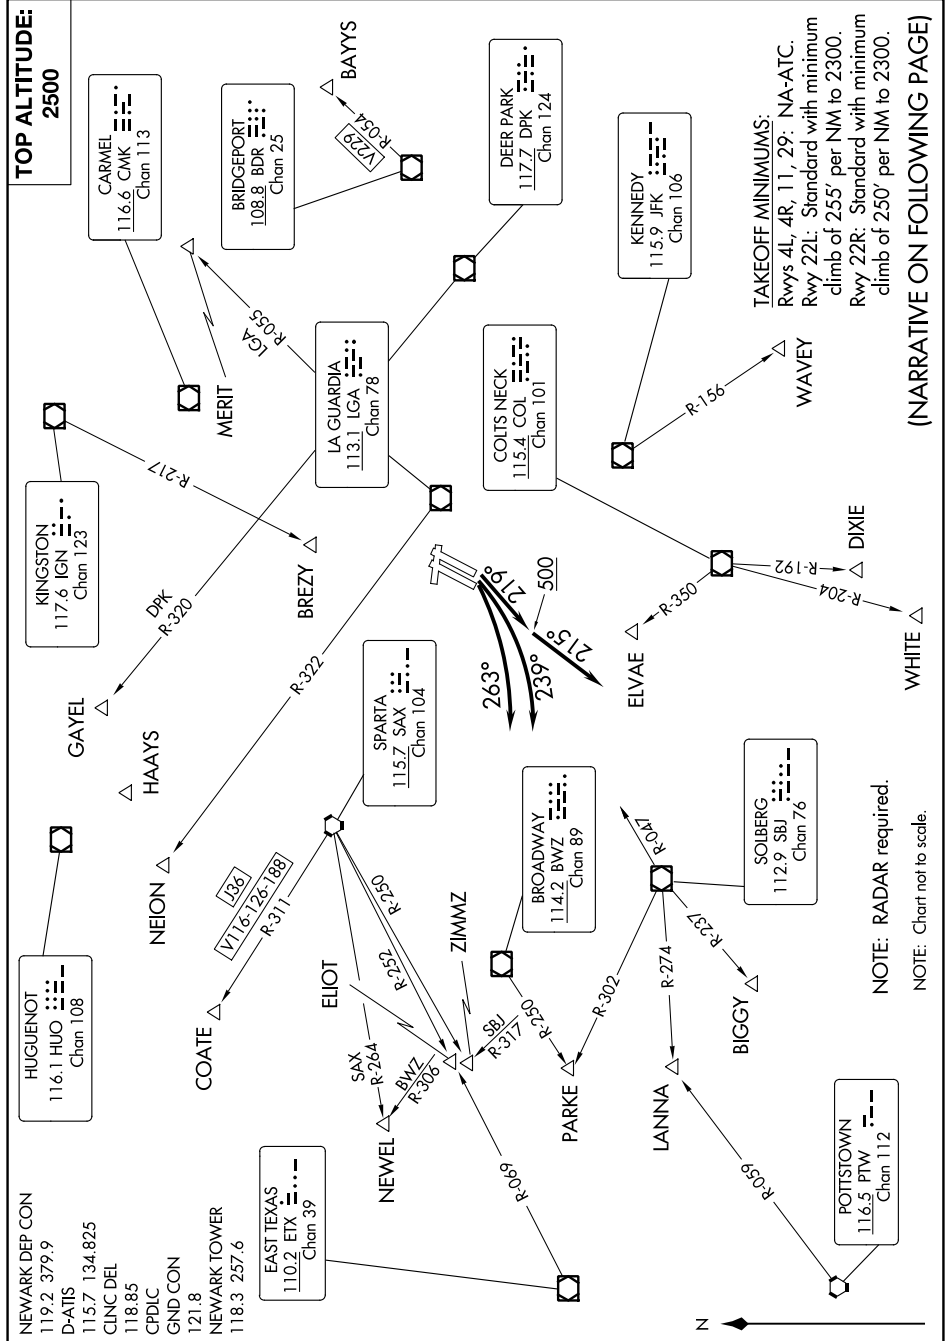 TOP ALTITUDE:
2500
NEWARK DEP CON
119.2 379.9
D-ATIS
115.7 134.825
CLNC DEL
118.85
CPDLC
GND CON
121.8
NEWARK TOWER
118.3 257.6
HUGUENOT
116.1 HUO
Chan 108
KINGSTON
117.6 IGN
Chan 123
CARMEL
116.6 CMK
Chan 113
BRIDGEPORT
108.8 BDR
Chan 25
V229
R-054
BAYYS
DEER PARK
117.7 DPK
Chan 124
LGA
R-055
MERIT
LA GUARDIA
113.1 LGA
Chan 78
R-217
BREZY
DPK
R-320
GAYEL
HAAYS
R-322
NEION
SPARTA
115.7 SAX
Chan 104
J36
V116-126-188
R-311
COATE
R-250
R-252
ELIOT
ZIMMZ
SAX
R-264
NEWEL
BWZ
R-306
SBJ
R-317
EAST TEXAS
110.2 ETX
Chan 39
R-069
BROADWAY
114.2 BWZ
Chan 89
R-250
PARKE
R-302
R-047
SOLBERG
112.9 SBJ
Chan 76
R-274
LANNA
R-237
BIGGY
R-059
POTTSTOWN
116.5 PTW
Chan 112
219°
500
215°
263°
239°
COLTS NECK
115.4 COL
Chan 101
R-350
ELVAE
R-192
DIXIE
R-204
WHITE
KENNEDY
115.9 JFK
Chan 106
R-156
WAVEY
TAKEOFF MINIMUMS:
Rwys 4L, 4R, 11, 29: NA-ATC.
Rwy 22L: Standard with minimum
climb of 255' per NM to 2300.
Rwy 22R: Standard with minimum
climb of 250' per NM to 2300.
NOTE: RADAR required.
NOTE: Chart not to scale.
(NARRATIVE ON FOLLOWING PAGE)
N